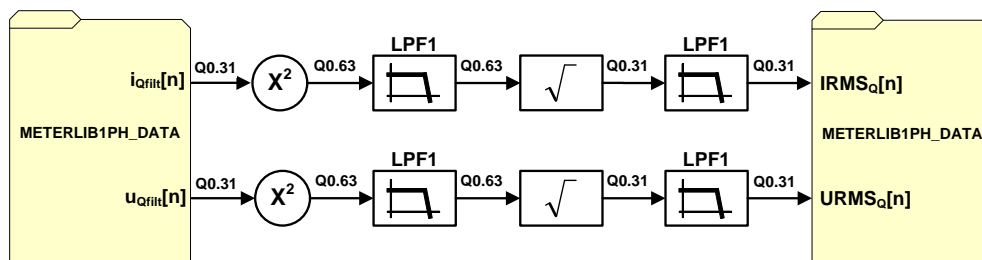 LPF1 LPF1
i_Qfilt[n] Q0.31 X² Q0.63 Q0.63 √ Q0.31 Q0.31 IRMS_Q[n]
METERLIB1PH_DATA METERLIB1PH_DATA
LPF1 LPF1
u_Qfilt[n] Q0.31 X² Q0.63 Q0.63 √ Q0.31 Q0.31 URMS_Q[n]